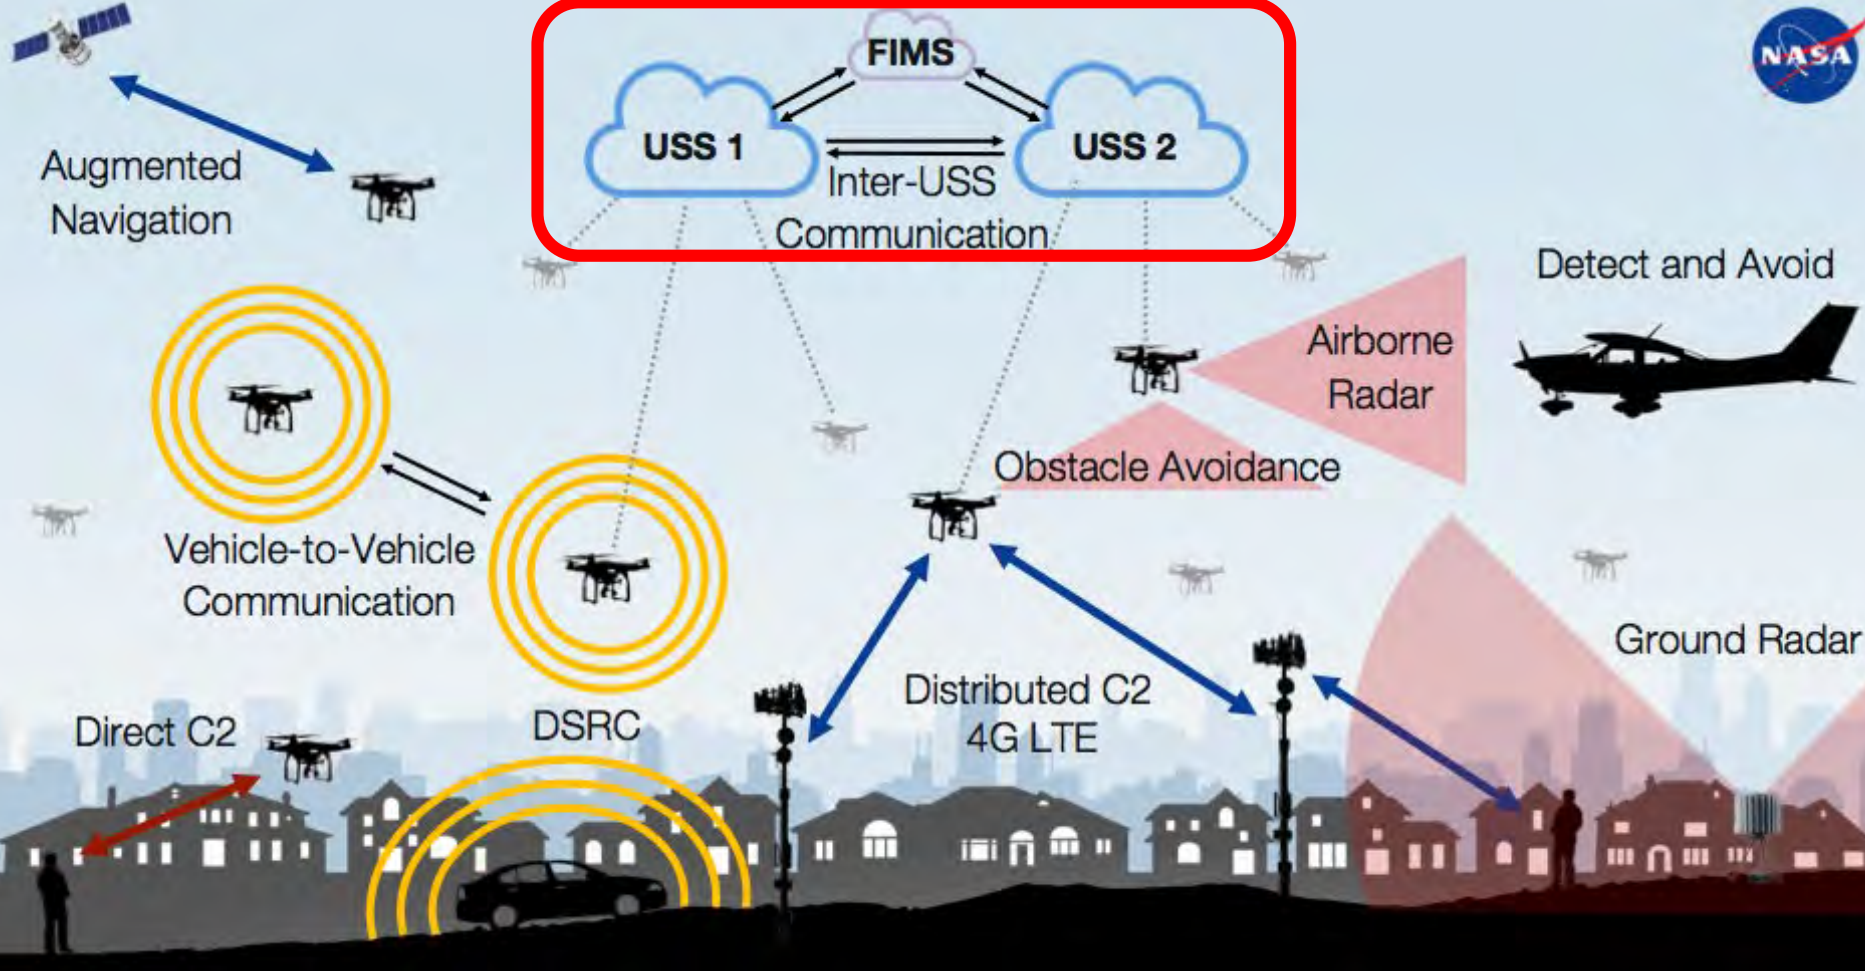 FIMS
NASA
USS 1
USS 2
Inter-USS
Communication
Augmented
Navigation
Detect and Avoid
Airborne
Radar
Obstacle Avoidance
Vehicle-to-Vehicle
Communication
Ground Radar
Distributed C2
4G LTE
DSRC
Direct C2